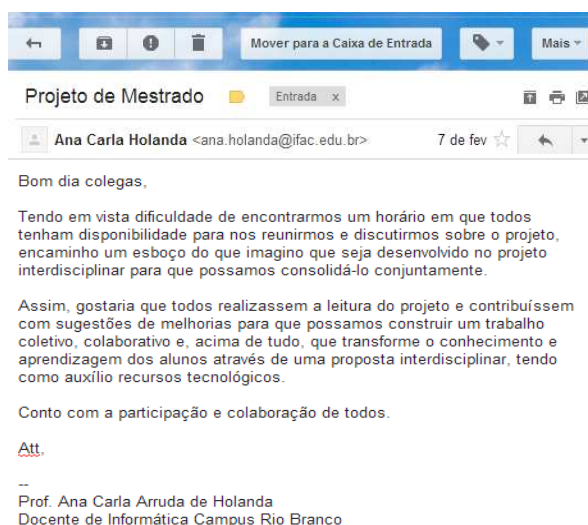 Mover para a Caixa de Entrada
Mais
Projeto de Mestrado
Entrada x
Ana Carla Holanda <ana.holanda@ifac.edu.br>
7 de fev
Bom dia colegas,
Tendo em vista dificuldade de encontrarmos um horário em que todos
tenham disponibilidade para nos reunirmos e discutirmos sobre o projeto,
encaminho um esboço do que imagino que seja desenvolvido no projeto
interdisciplinar para que possamos consolidá-lo conjuntamente.
Assim, gostaria que todos realizassem a leitura do projeto e contribuíssem
com sugestões de melhorias para que possamos construir um trabalho
coletivo, colaborativo e, acima de tudo, que transforme o conhecimento e
aprendizagem dos alunos através de uma proposta interdisciplinar, tendo
como auxílio recursos tecnológicos.
Conto com a participação e colaboração de todos.
Att,
--
Prof. Ana Carla Arruda de Holanda
Docente de Informática Campus Rio Branco